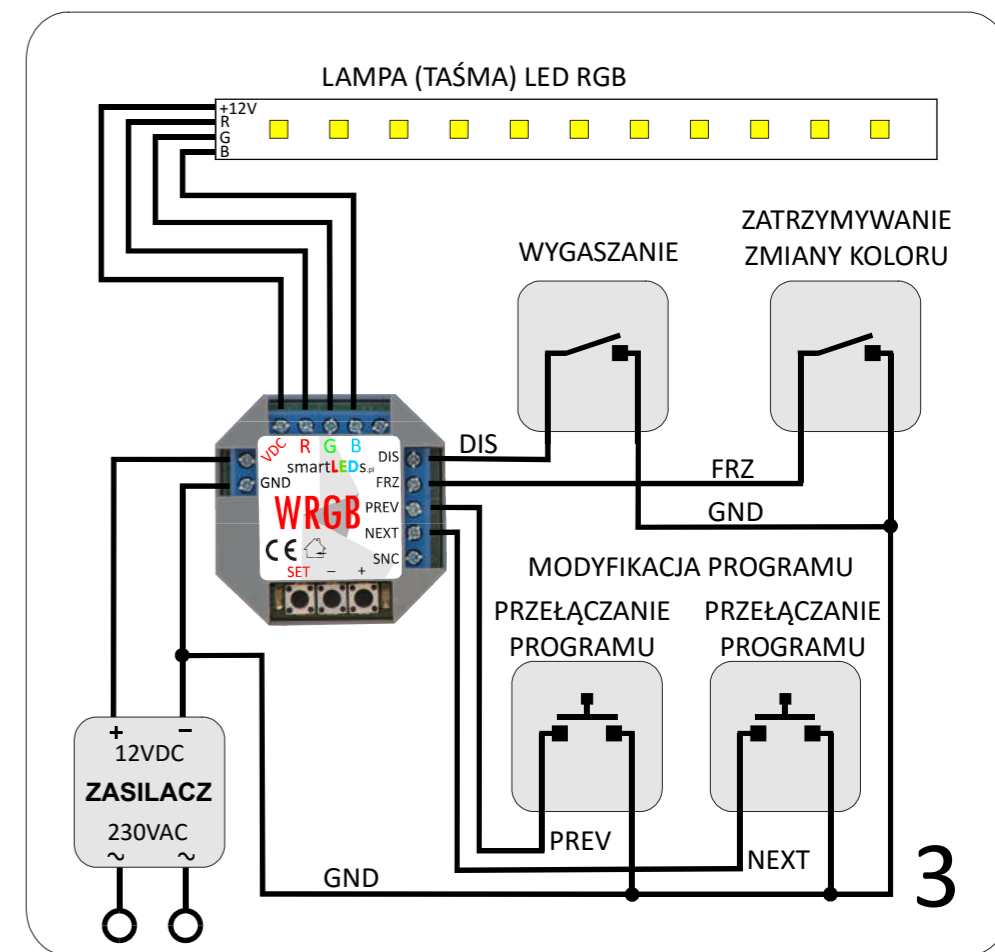 LAMPA (TAŚMA) LED RGB
+12V
R
G
B
WYGASZANIE
ZATRZYMYWANIE
ZMIANY KOLORU
VDC R G B
smartLEDs.pl
GND
WRGB
DIS
FRZ
PREV
NEXT
SNC
CE
SET – +
DIS
FRZ
GND
MODYFIKACJA PROGRAMU
PRZEŁĄCZANIE
PROGRAMU
PRZEŁĄCZANIE
PROGRAMU
+ –
12VDC
ZASILACZ
230VAC
~ ~
PREV
NEXT
GND
3